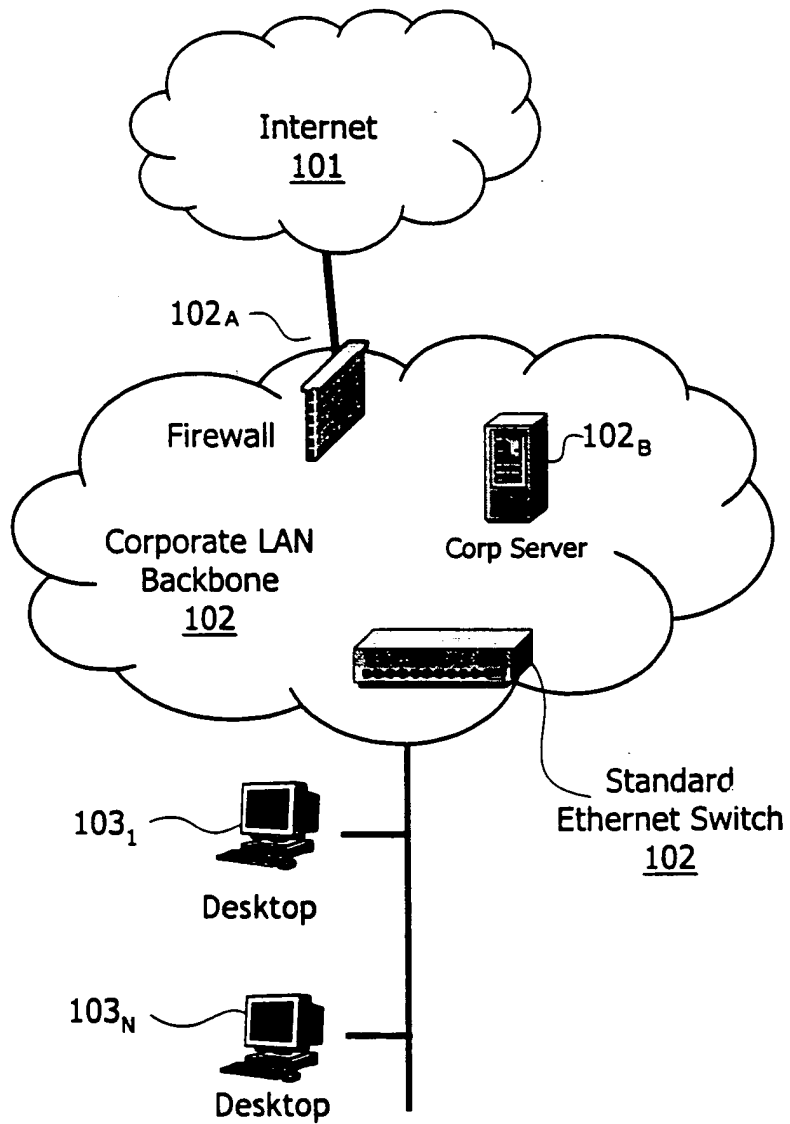 Internet
101
102A
Firewall
102B
Corp Server
Corporate LAN
Backbone
102
Standard
Ethernet Switch
102
1031
Desktop
103N
Desktop